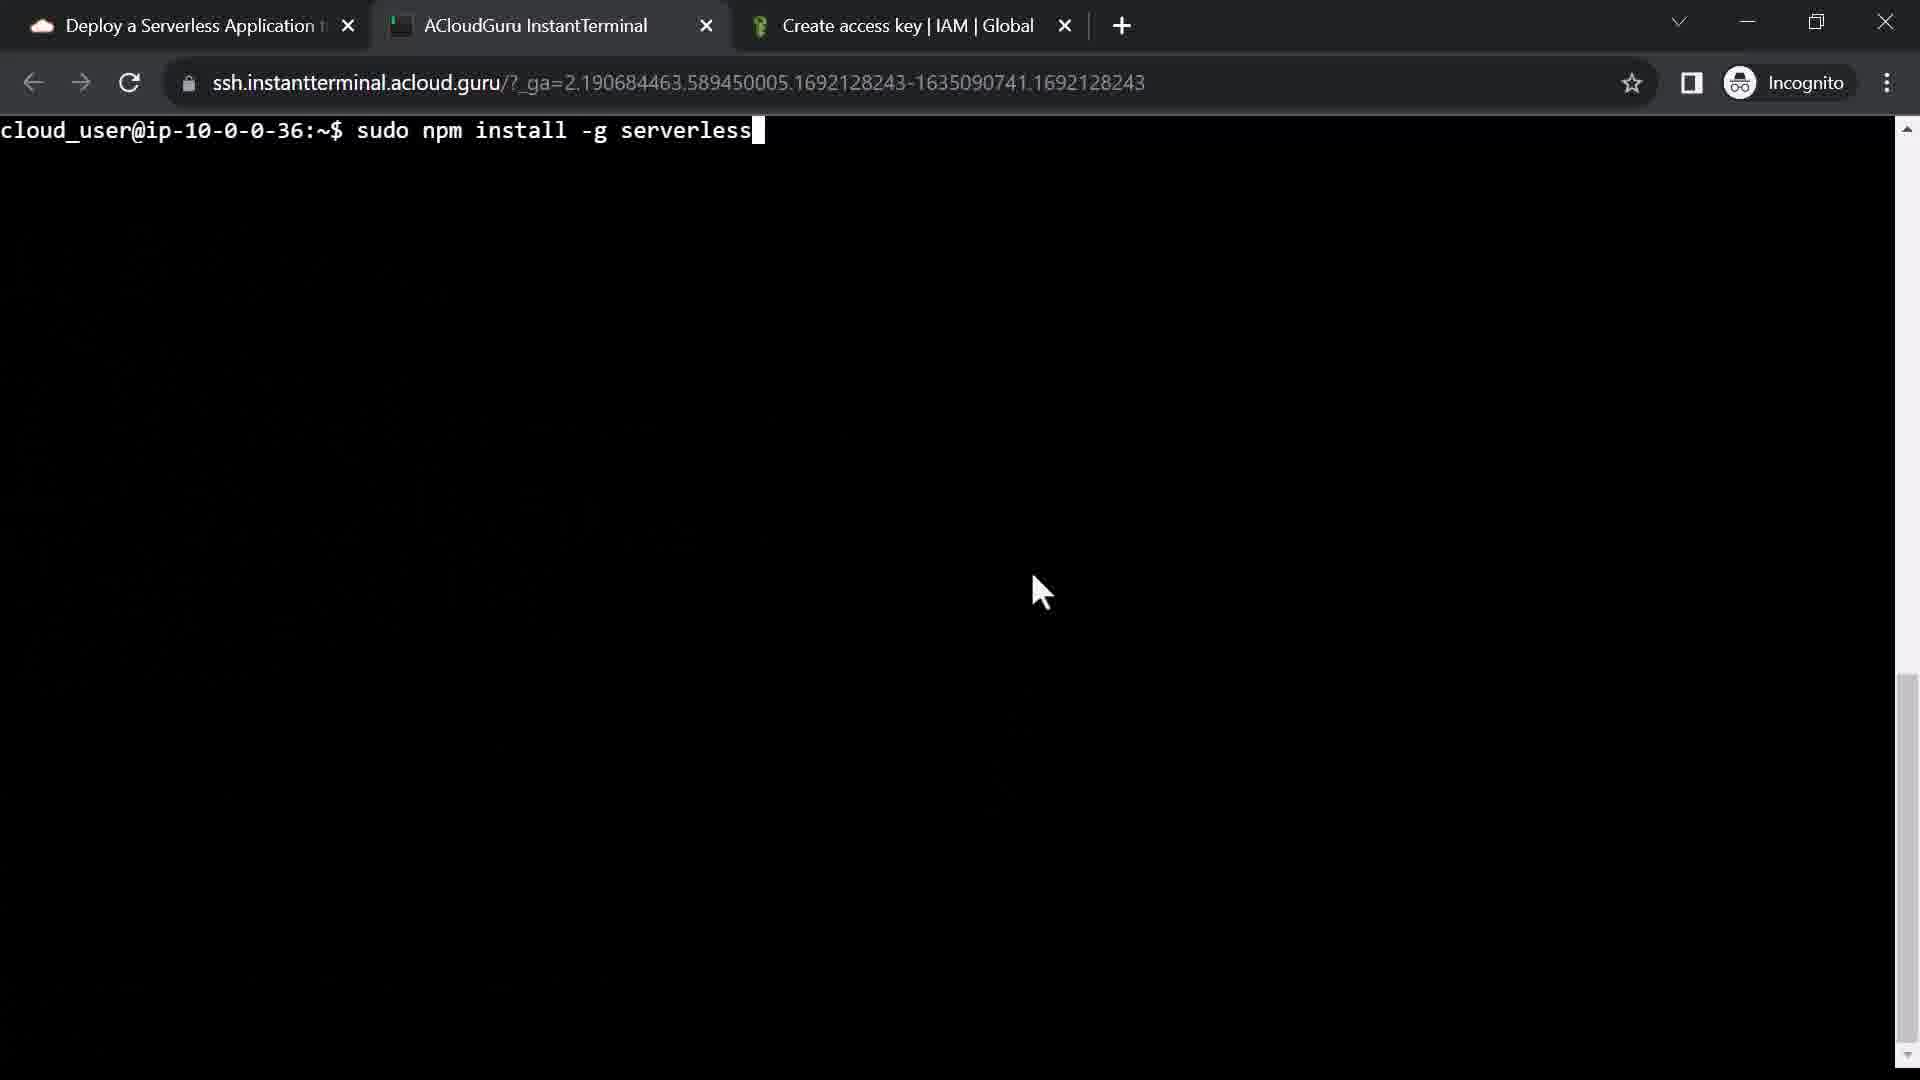 Deploy a Serverless Application
ACloudGuru InstantTerminal
Create access key | IAM | Global
ssh.instantterminal.acloud.guru/?_ga=2.190684463.589450005.1692128243-1635090741.1692128243
Incognito
cloud_user@ip-10-0-0-36:~$ sudo npm install -g serverless